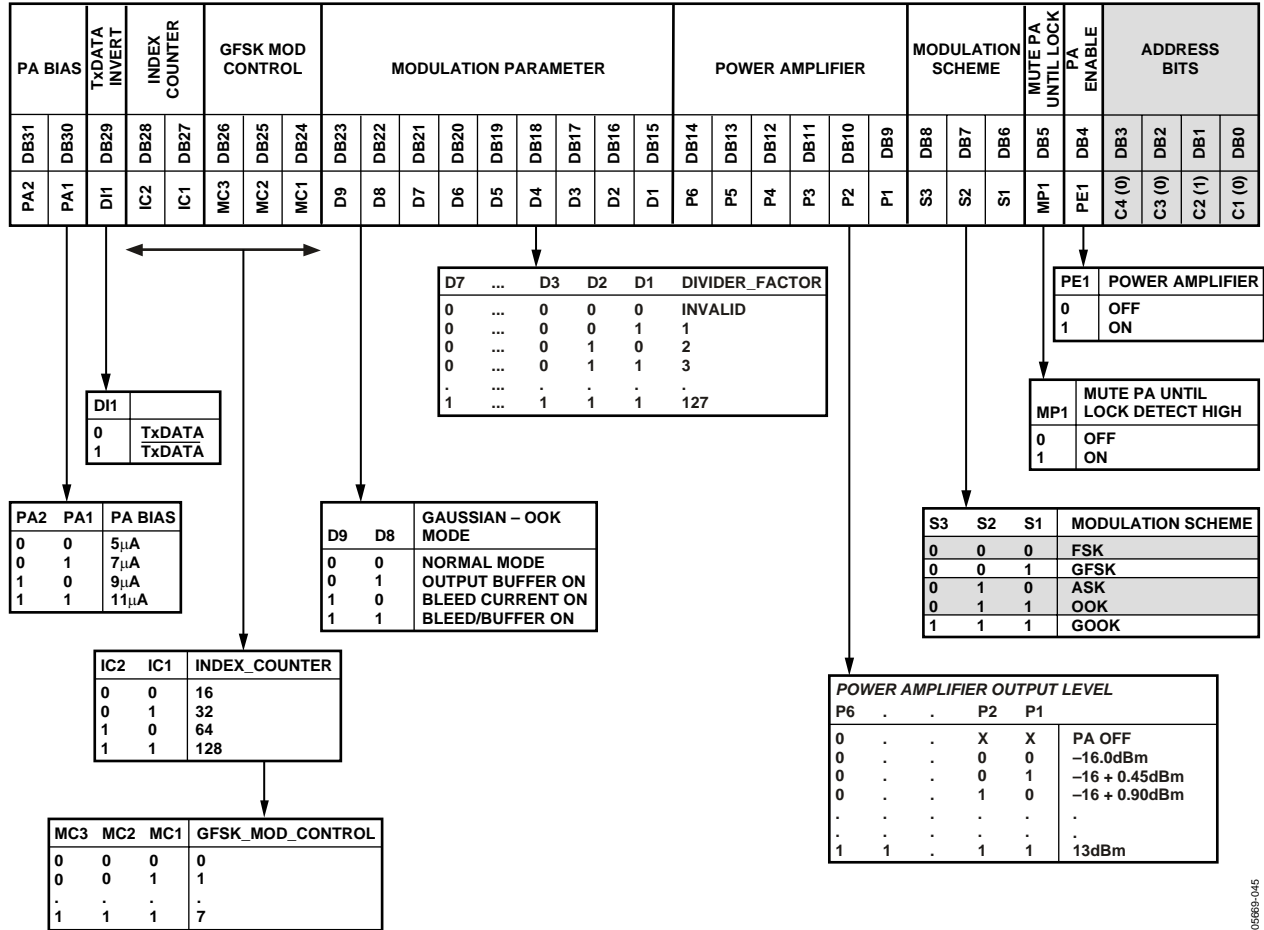 PA BIAS
TxDATA
INVERT
INDEX
COUNTER
GFSK MOD
CONTROL
MODULATION PARAMETER
POWER AMPLIFIER
MODULATION
SCHEME
MUTE PA
UNTIL LOCK
PA
ENABLE
ADDRESS
BITS
DB31 DB30 DB29 DB28 DB27 DB26 DB25 DB24 DB23 DB22 DB21 DB20 DB19 DB18 DB17 DB16 DB15 DB14 DB13 DB12 DB11 DB10 DB9 DB8 DB7 DB6 DB5 DB4 DB3 DB2 DB1 DB0
PA2 PA1 DI1 IC2 IC1 MC3 MC2 MC1 D9 D8 D7 D6 D5 D4 D3 D2 D1 P6 P5 P4 P3 P2 P1 S3 S2 S1 MP1 PE1 C4 (0) C3 (0) C2 (1) C1 (0)
D7 ... D3 D2 D1 DIVIDER_FACTOR
0 ... 0 0 0 INVALID
0 ... 0 0 1 1
0 ... 0 1 0 2
0 ... 0 1 1 3
. ... . . . .
1 ... 1 1 1 127
PE1 POWER AMPLIFIER
0 OFF
1 ON
MP1 MUTE PA UNTIL
LOCK DETECT HIGH
0 OFF
1 ON
DI1
0 TxDATA
1 TxDATA
PA2 PA1 PA BIAS
0 0 5µA
0 1 7µA
1 0 9µA
1 1 11µA
D9 D8 GAUSSIAN – OOK
MODE
0 0 NORMAL MODE
0 1 OUTPUT BUFFER ON
1 0 BLEED CURRENT ON
1 1 BLEED/BUFFER ON
S3 S2 S1 MODULATION SCHEME
0 0 0 FSK
0 0 1 GFSK
0 1 0 ASK
0 1 1 OOK
1 1 1 GOOK
IC2 IC1 INDEX_COUNTER
0 0 16
0 1 32
1 0 64
1 1 128
POWER AMPLIFIER OUTPUT LEVEL
P6 . . P2 P1
0 . . X X PA OFF
0 . . 0 0 –16.0dBm
0 . . 0 1 –16 + 0.45dBm
0 . . 1 0 –16 + 0.90dBm
. . . . . .
. . . . . .
1 1 . 1 1 13dBm
MC3 MC2 MC1 GFSK_MOD_CONTROL
0 0 0 0
0 0 1 1
. . . .
1 1 1 7
05669-045